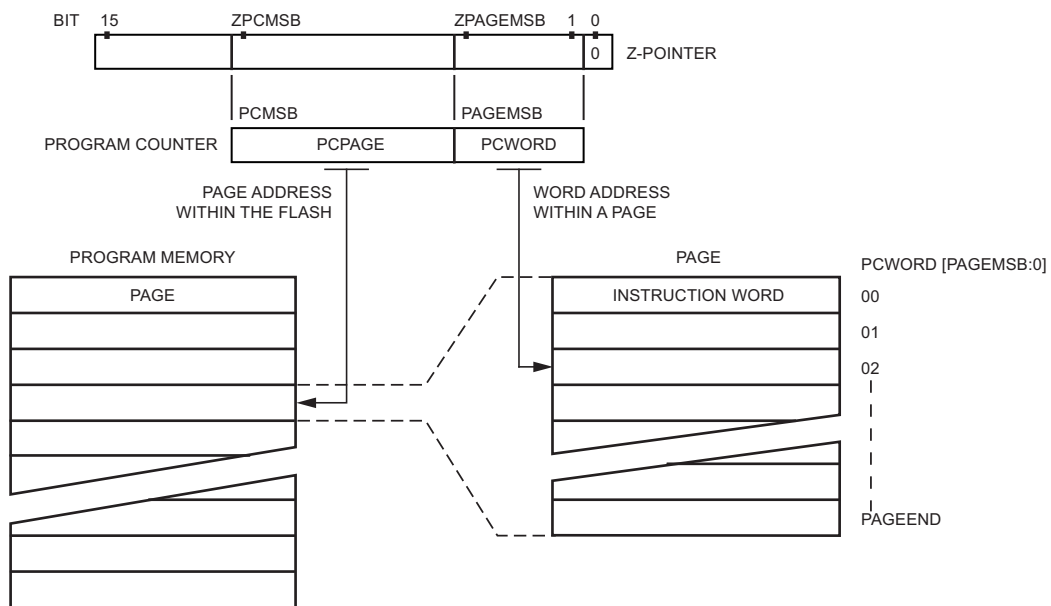 BIT 15 ZPCMSB ZPAGEMSB 1 0
0 Z-POINTER
PCMSB PAGEMSB
PROGRAM COUNTER PCPAGE PCWORD
PAGE ADDRESS
WITHIN THE FLASH
WORD ADDRESS
WITHIN A PAGE
PROGRAM MEMORY
PAGE
PAGE
PCWORD [PAGEMSB:0]
INSTRUCTION WORD
00
01
02
PAGEEND